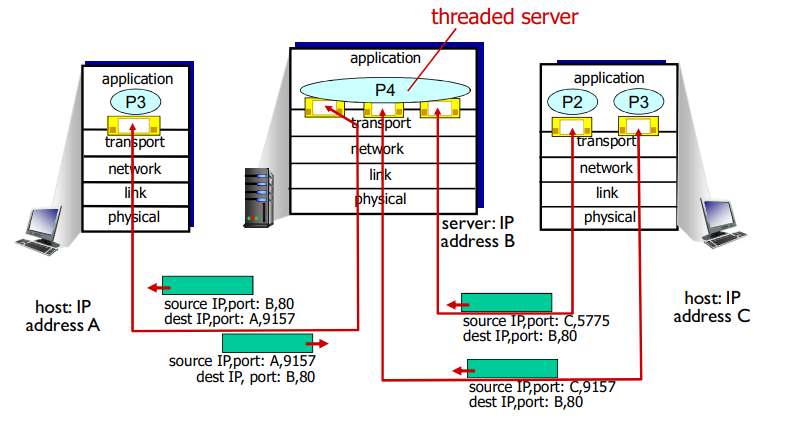 threaded server
application
P3
transport
network
link
physical
application
P4
transport
network
link
physical
application
P2
P3
transport
network
link
physical
server: IP
address B
host: IP
address A
host: IP
address C
source IP,port: B,80
dest IP,port: A,9157
source IP,port: A,9157
dest IP, port: B,80
source IP,port: C,5775
dest IP,port: B,80
source IP,port: C,9157
dest IP,port: B,80